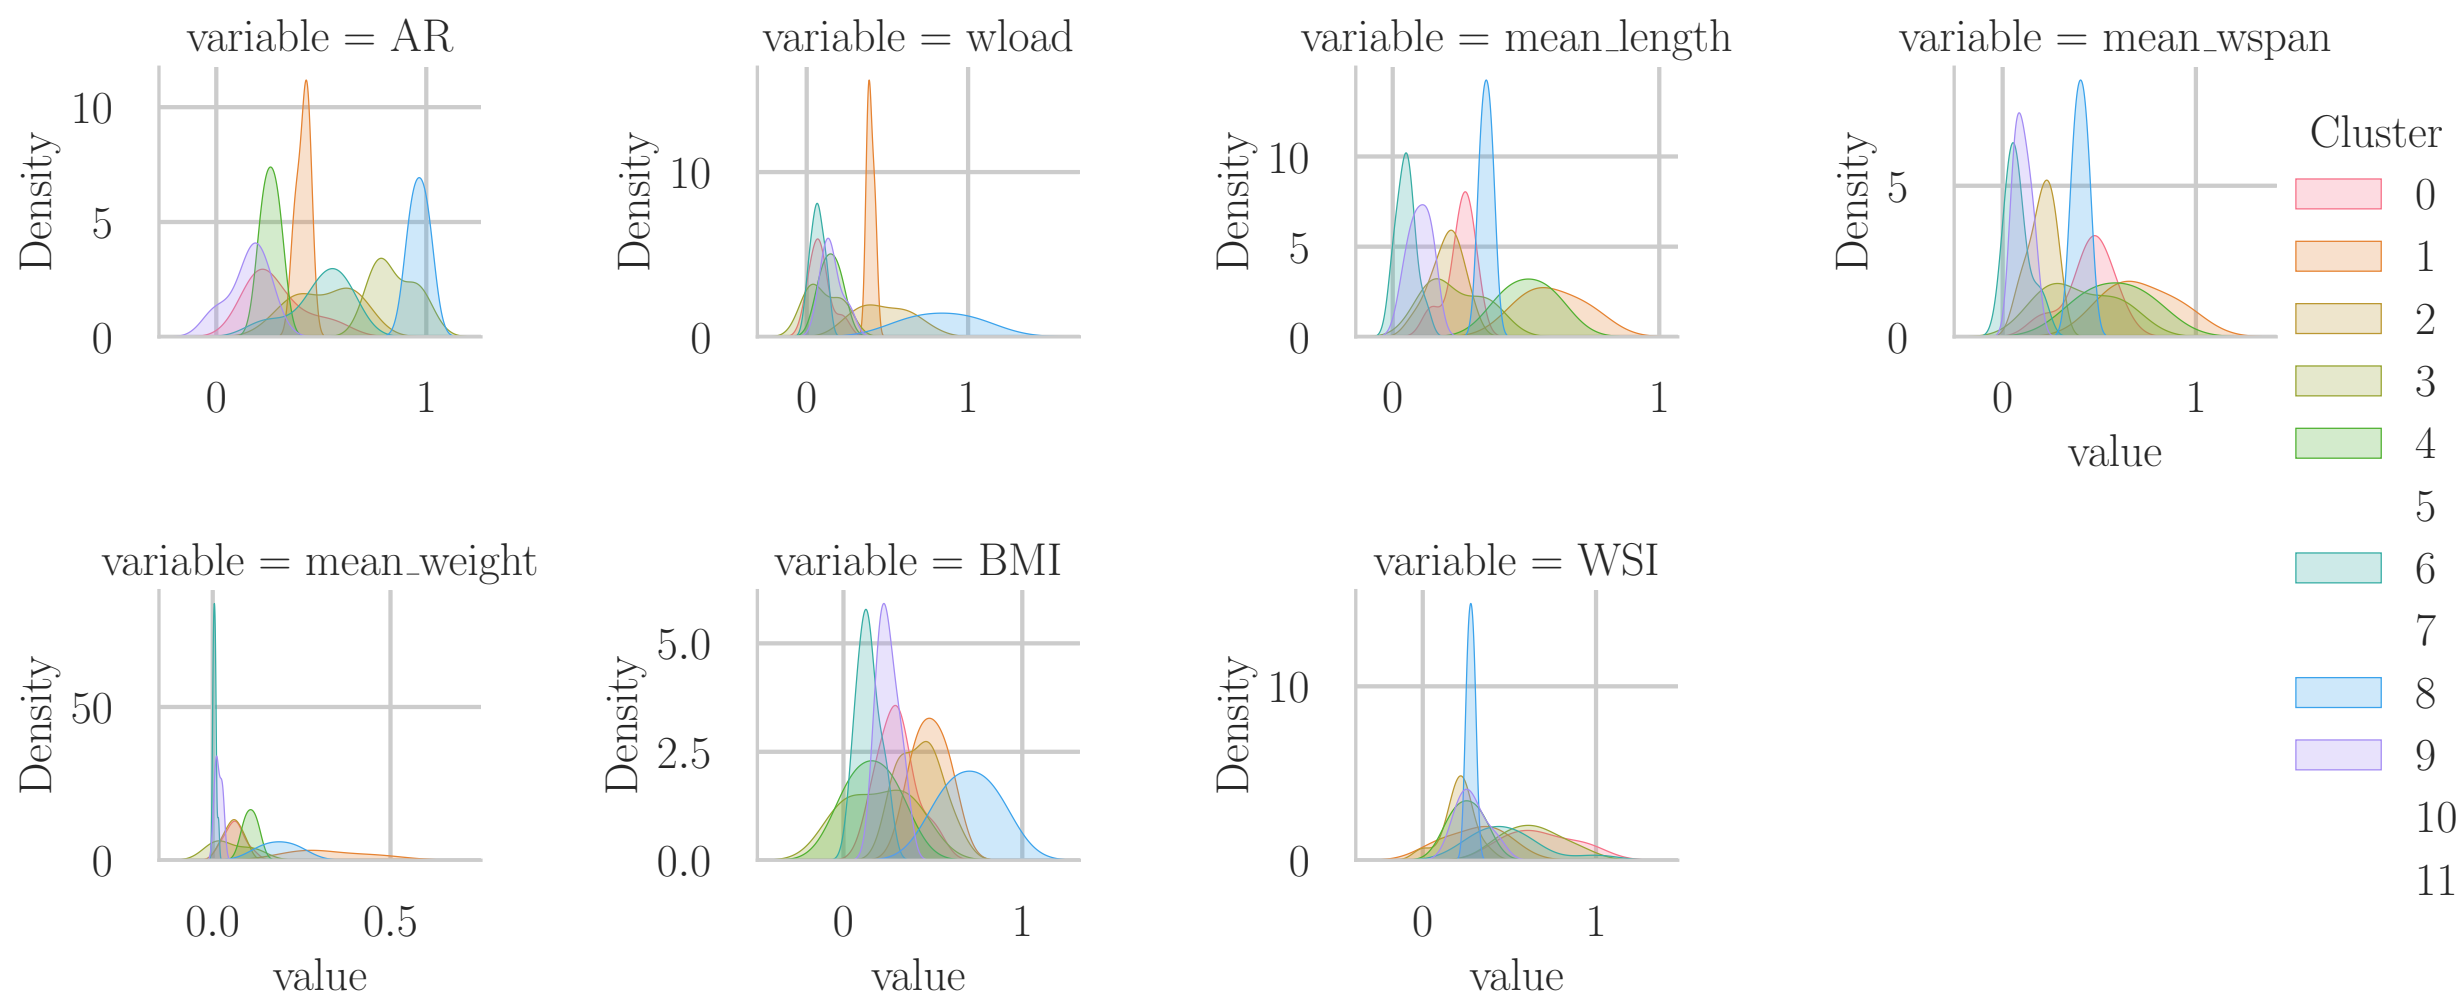 variable = AR
variable = wload
variable = mean_length
variable = mean_wspan
Density
10
5
0
0
1
Density
10
0
0
1
Density
10
5
0
0
1
Density
5
0
0
1
value
Cluster
0
1
2
3
4
5
6
7
8
9
10
11
variable = mean_weight
variable = BMI
variable = WSI
Density
50
0
0.0
0.5
value
Density
5.0
2.5
0.0
0
1
value
Density
10
0
0
1
value